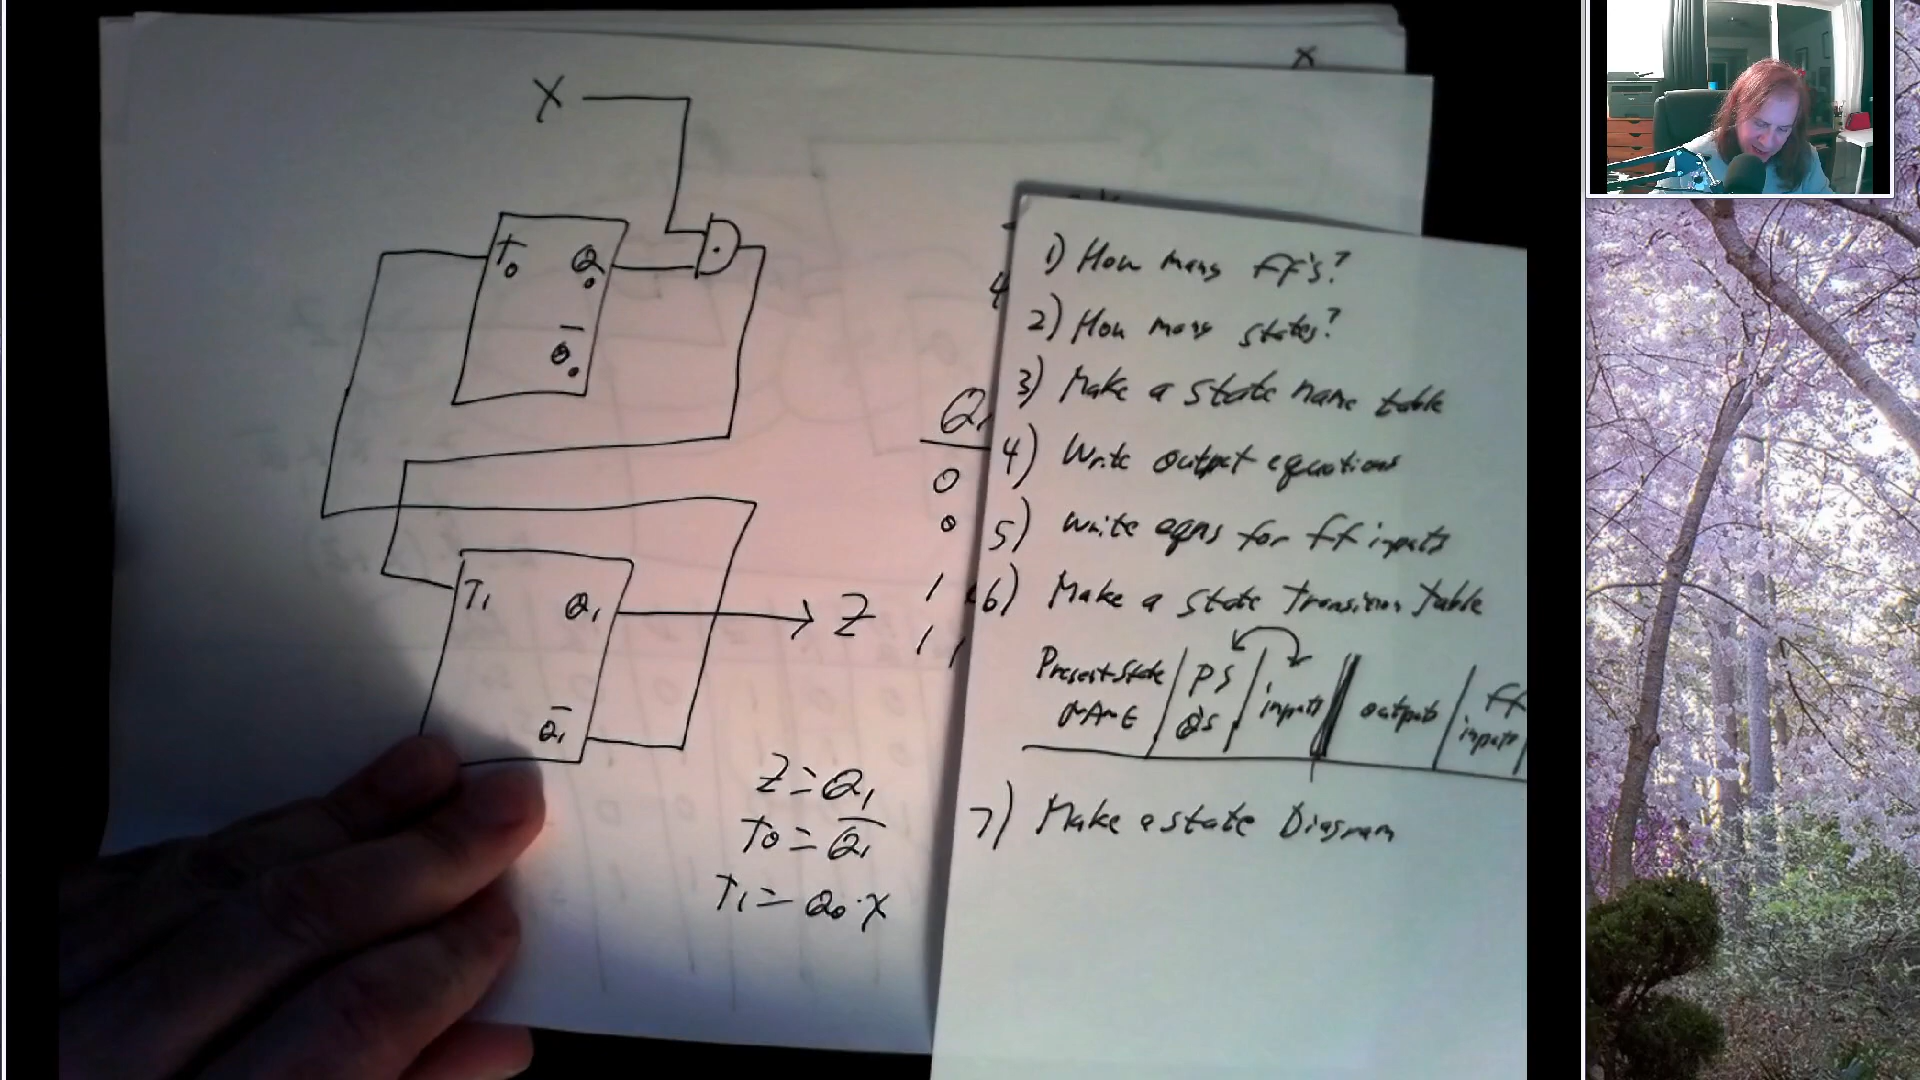 X
X
T0
Q0
Q̅0
T1
Q1
Z
Q̅1
Z = Q1
T0 = Q̅1
T1 = Q0·X
4
Q1
0
0
1
1 1
1) How many FF's?
2) How many states?
3) Make a state name table
4) Write output equations
5) Write eqns for ff inputs
6) Make a state transition table
Present state | PS | inputs | outputs | ff
NAME | Q's | inputs
7) Make a state Diagram